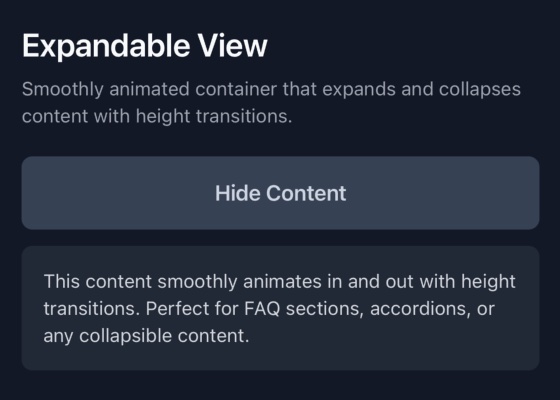 Expandable View
Smoothly animated container that expands and collapses
content with height transitions.
Hide Content
This content smoothly animates in and out with height
transitions. Perfect for FAQ sections, accordions, or
any collapsible content.